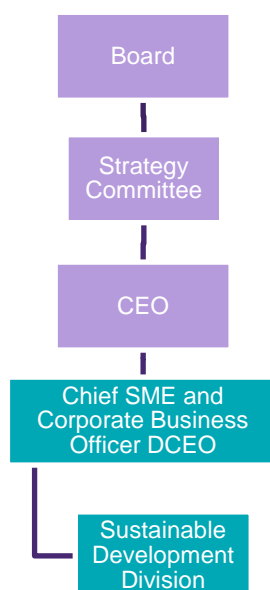 Board
Strategy
Committee
CEO
Chief SME and
Corporate Business
Officer DCEO
Sustainable
Development
Division